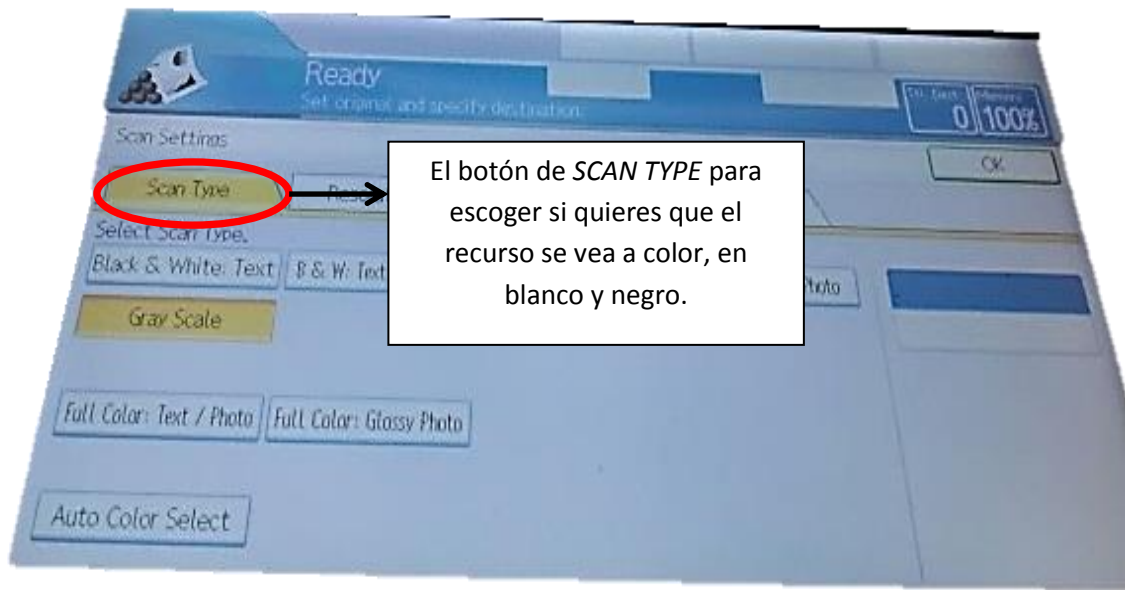 Ready
Set original and specify destination.
Memory
0 100%
Scan Settings
OK
Scan Type
El botón de SCAN TYPE para
escoger si quieres que el
recurso se vea a color, en
blanco y negro.
Select Scan Type.
Black & White: Text B & W: Text Photo
Gray Scale
Full Color: Text / Photo Full Color: Glossy Photo
Auto Color Select